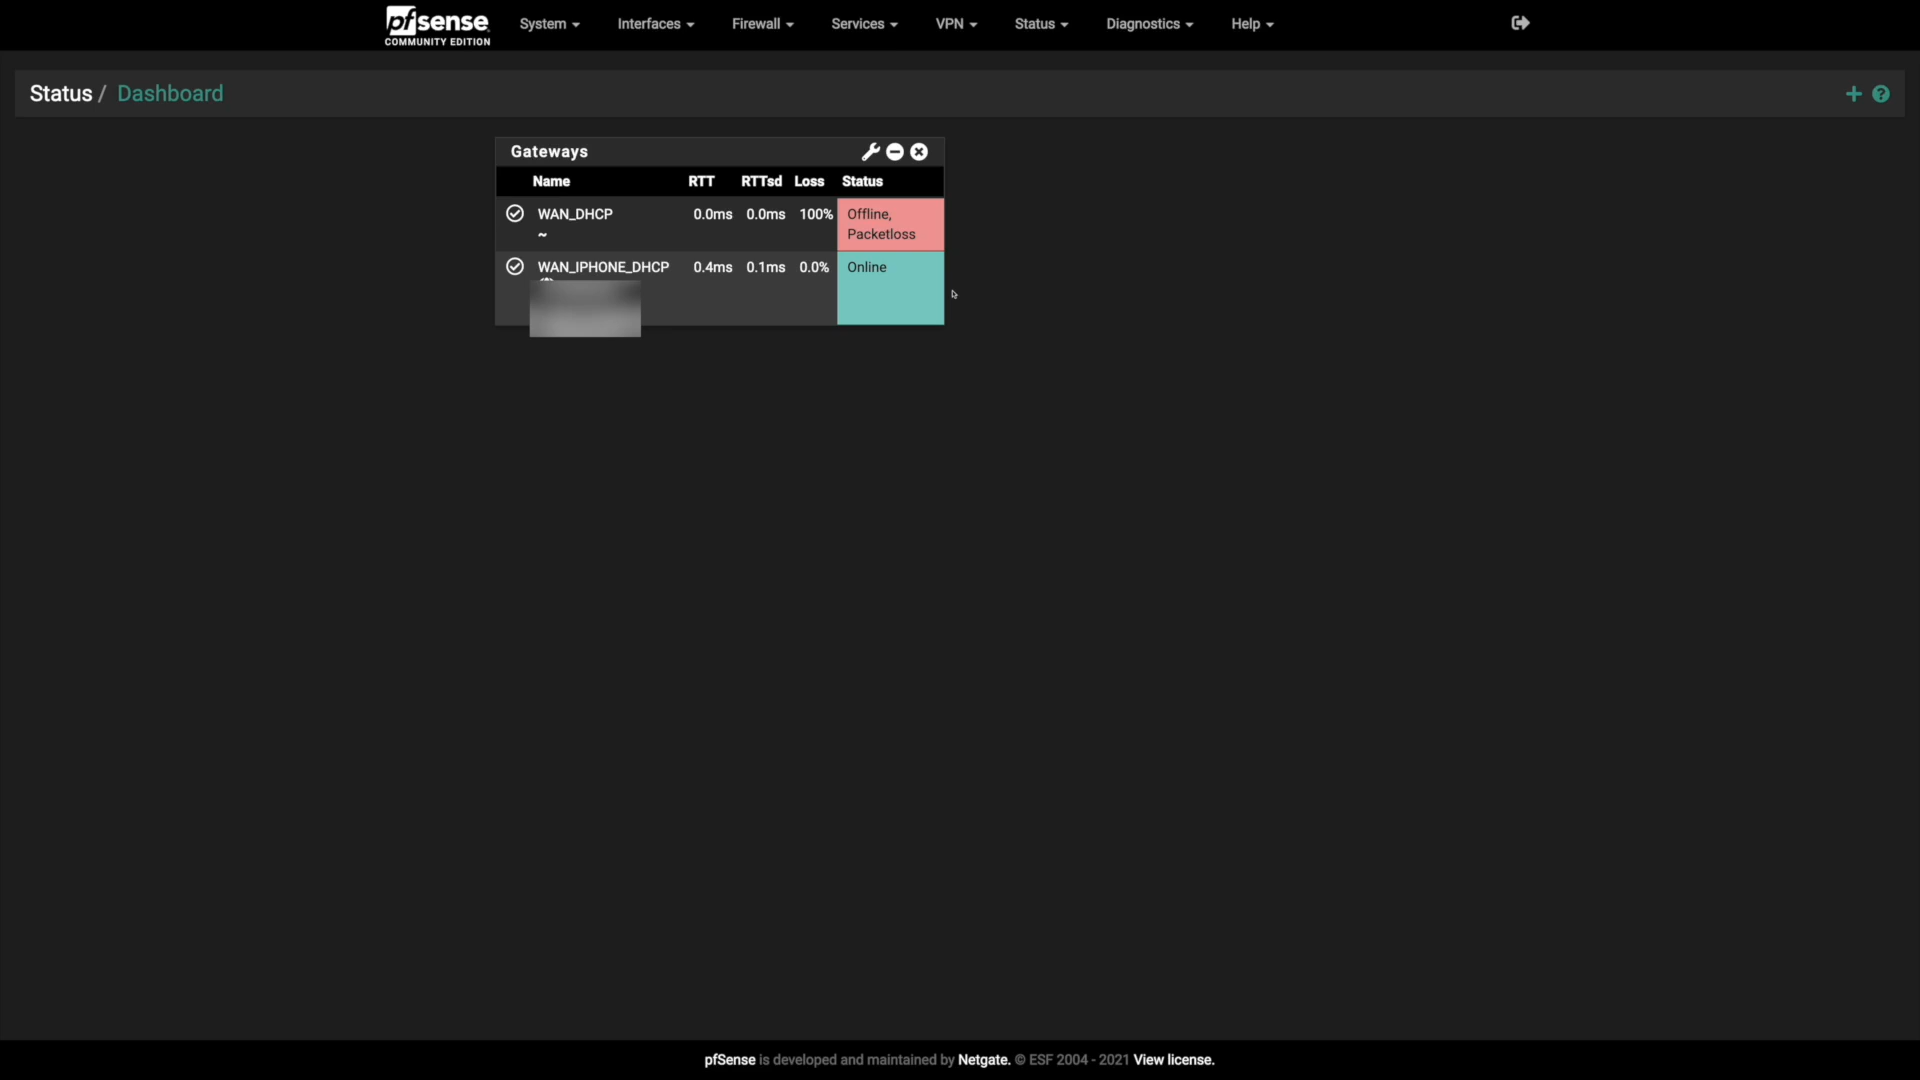 pfsense
COMMUNITY EDITION
System
Interfaces
Firewall
Services
VPN
Status
Diagnostics
Help
Status / Dashboard
Gateways
Name RTT RTTsd Loss Status
WAN_DHCP 0.0ms 0.0ms 100% Offline,
~ Packetloss
WAN_IPHONE_DHCP 0.4ms 0.1ms 0.0% Online
pfSense is developed and maintained by Netgate. © ESF 2004 - 2021 View license.